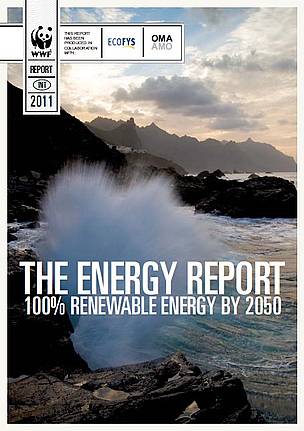 WWF
REPORT
INT
2011
THIS REPORT
HAS BEEN
PRODUCED IN
COLLABORATION
WITH:
ECOFYS
OMA
AMO
THE ENERGY REPORT
100% RENEWABLE ENERGY BY 2050